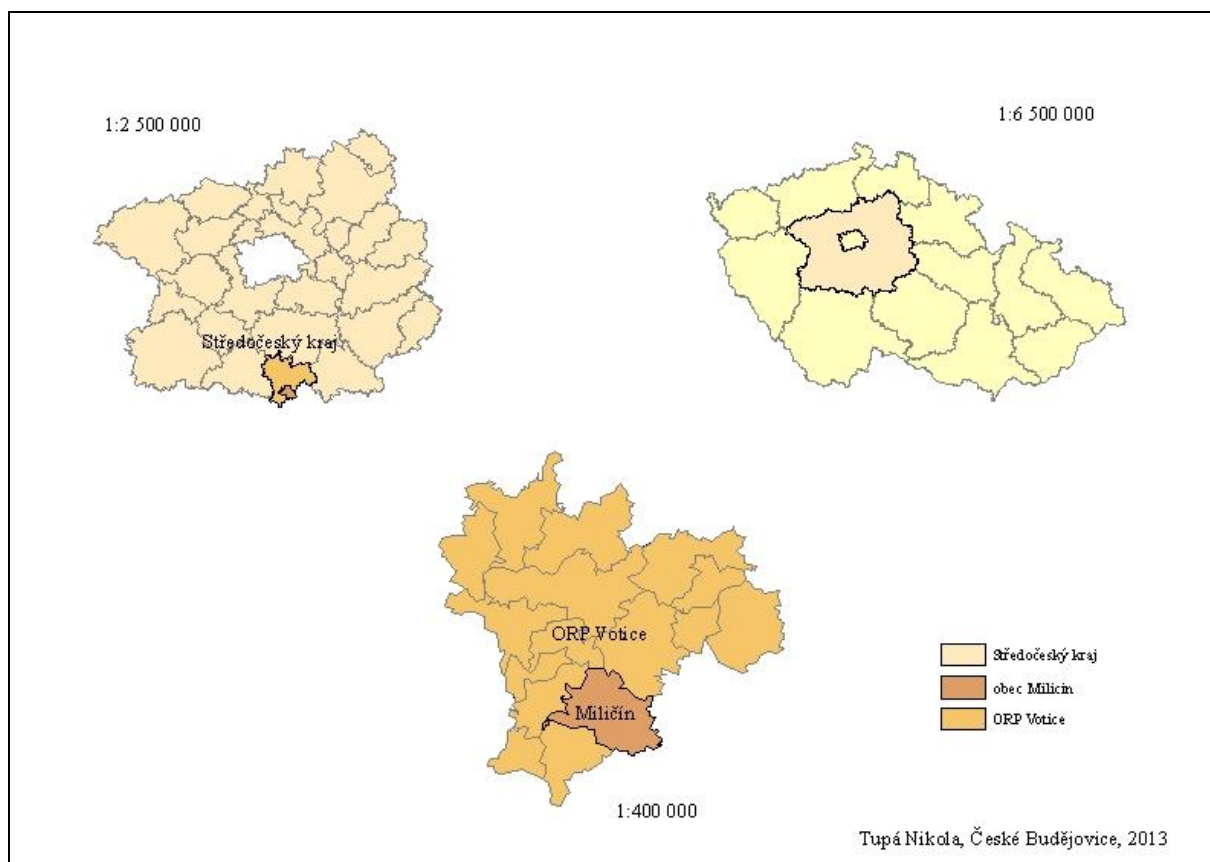 1:2 500 000
1:6 500 000
Středočeský kraj
ORP Votice
Miličín
Středočeský kraj
obec Milicín
ORP Votice
1:400 000
Tupá Nikola, České Budějovice, 2013